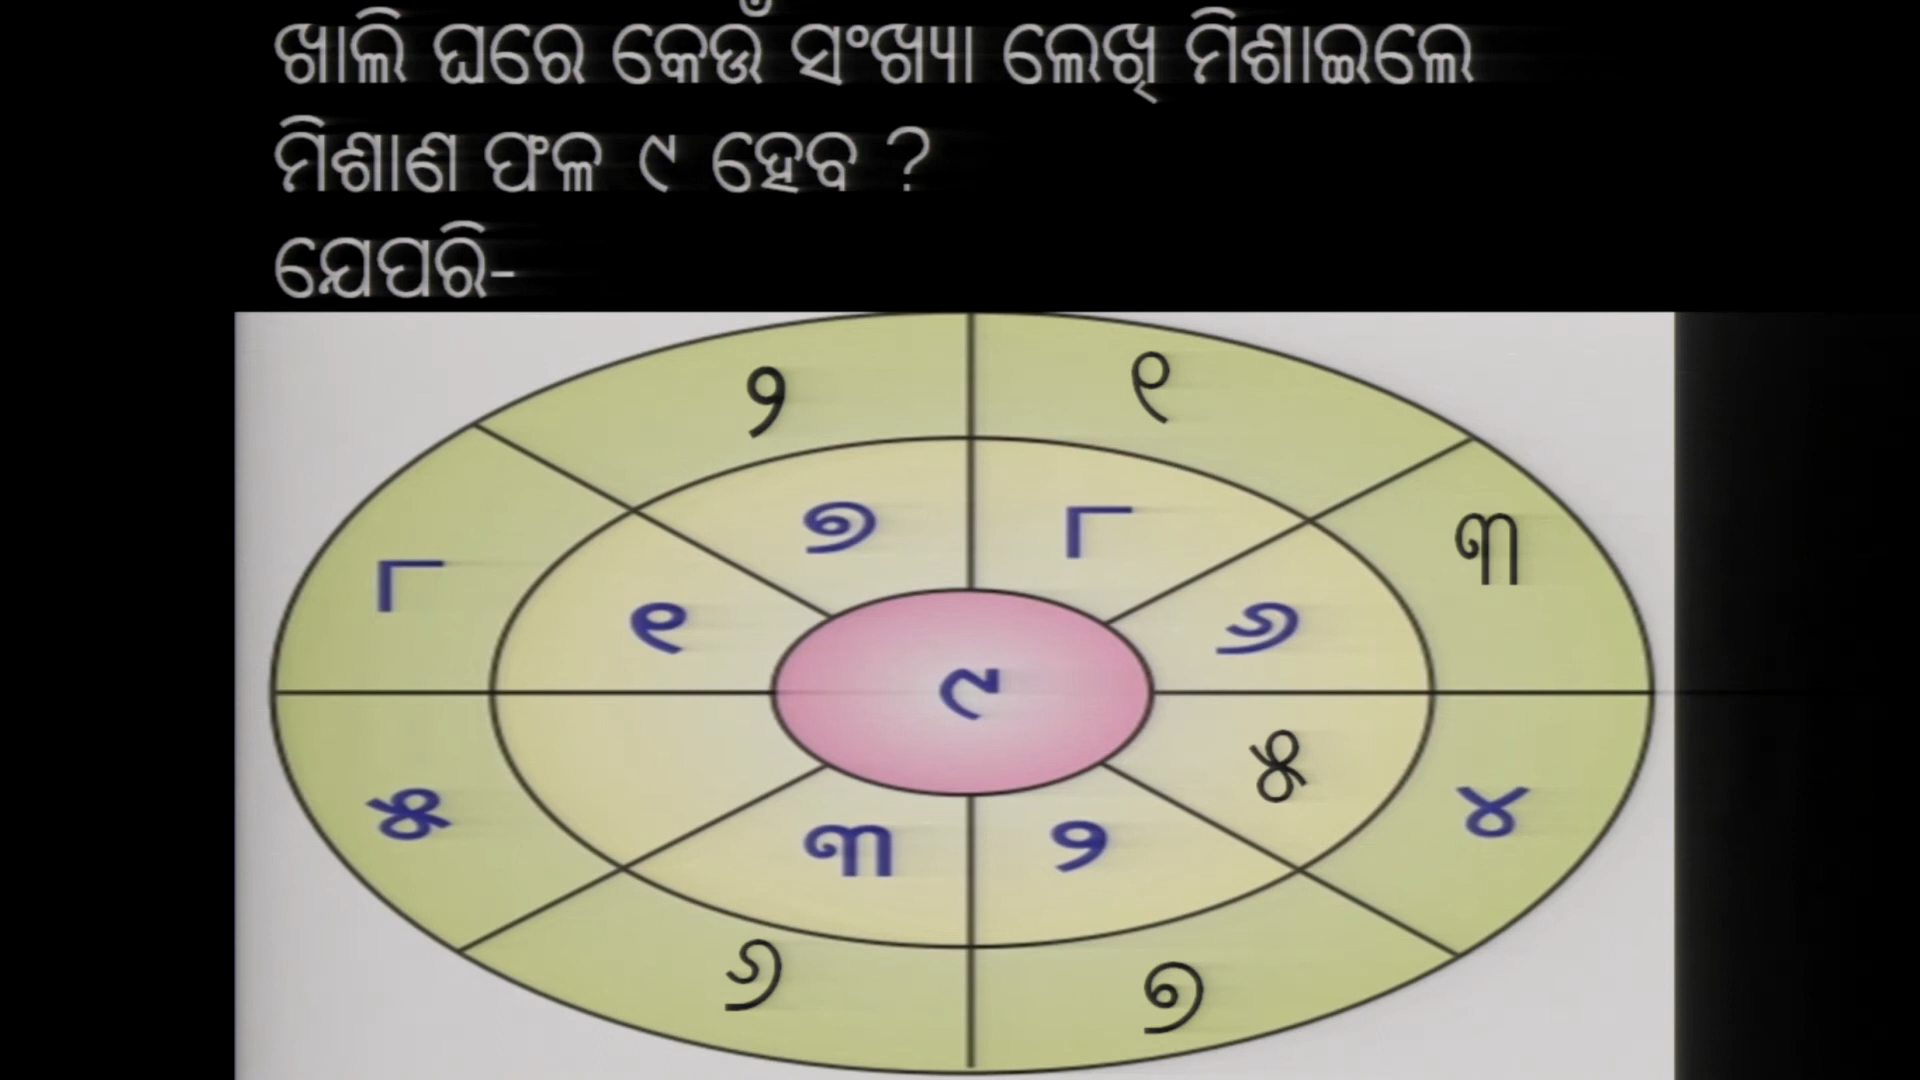 ଖାଲି ଘରେ କେଉଁ ସଂଖ୍ୟା ଲେଖି ମିଶାଇଲେ
ମିଶାଣ ଫଳ ୯ ହେବ ?
ଯେପରି-
୨ ୧
୩
୭ ୮
୮ ୧ ୬
୯
୫ ୫ ୪
୩ ୨
୬ ୭